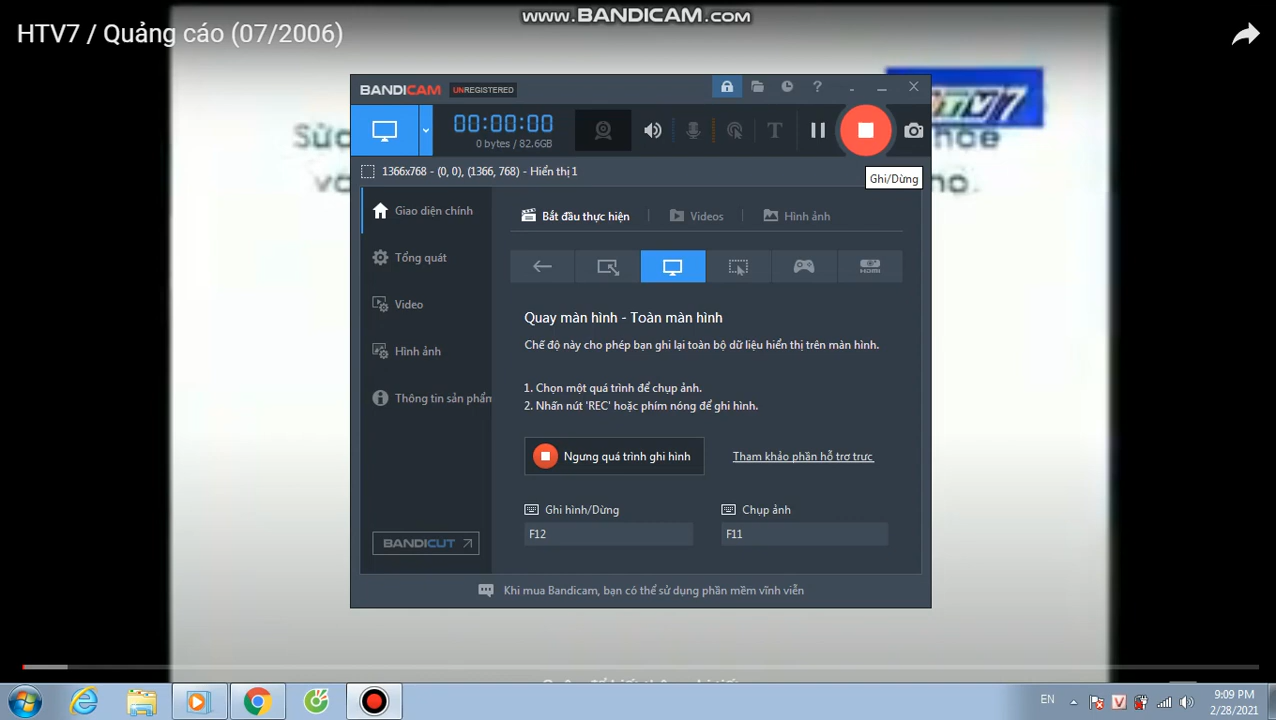 www.BANDICAM.com
HTV7 / Quảng cáo (07/2006)
BANDICAM UNREGISTERED
HTV7
00:00:00
0 bytes / 82.6GB
1366x768 - (0, 0), (1366, 768) - Hiển thị 1
Ghi/Dừng
Giao diện chính
Tổng quát
Video
Hình ảnh
Thông tin sản phẩm
BANDICUT
Bắt đầu thực hiện
Videos
Hình ảnh
HDMI
Quay màn hình - Toàn màn hình
Chế độ này cho phép bạn ghi lại toàn bộ dữ liệu hiển thị trên màn hình.
1. Chọn một quá trình để chụp ảnh.
2. Nhấn nút 'REC' hoặc phím nóng để ghi hình.
Ngưng quá trình ghi hình
Tham khảo phần hỗ trợ trực
Ghi hình/Dừng
Chụp ảnh
F12
F11
Khi mua Bandicam, bạn có thể sử dụng phần mềm vĩnh viễn
EN
9:09 PM
2/28/2021